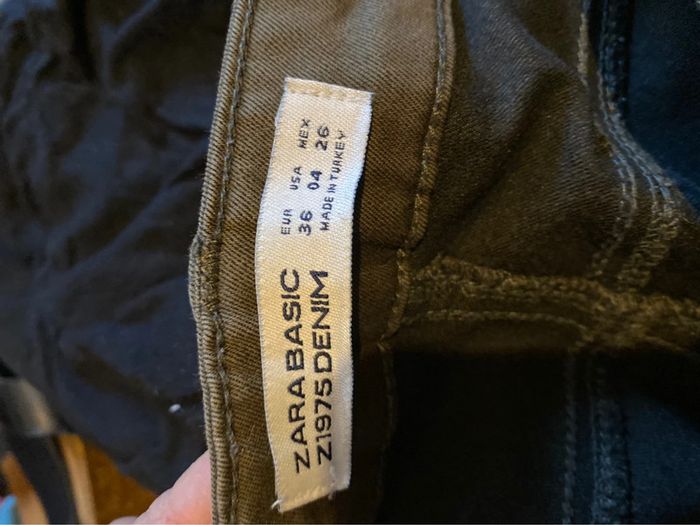 ZARA BASIC
Z1975 DENIM
EUR USA MEX
36 04 26
MADE IN TURKEY